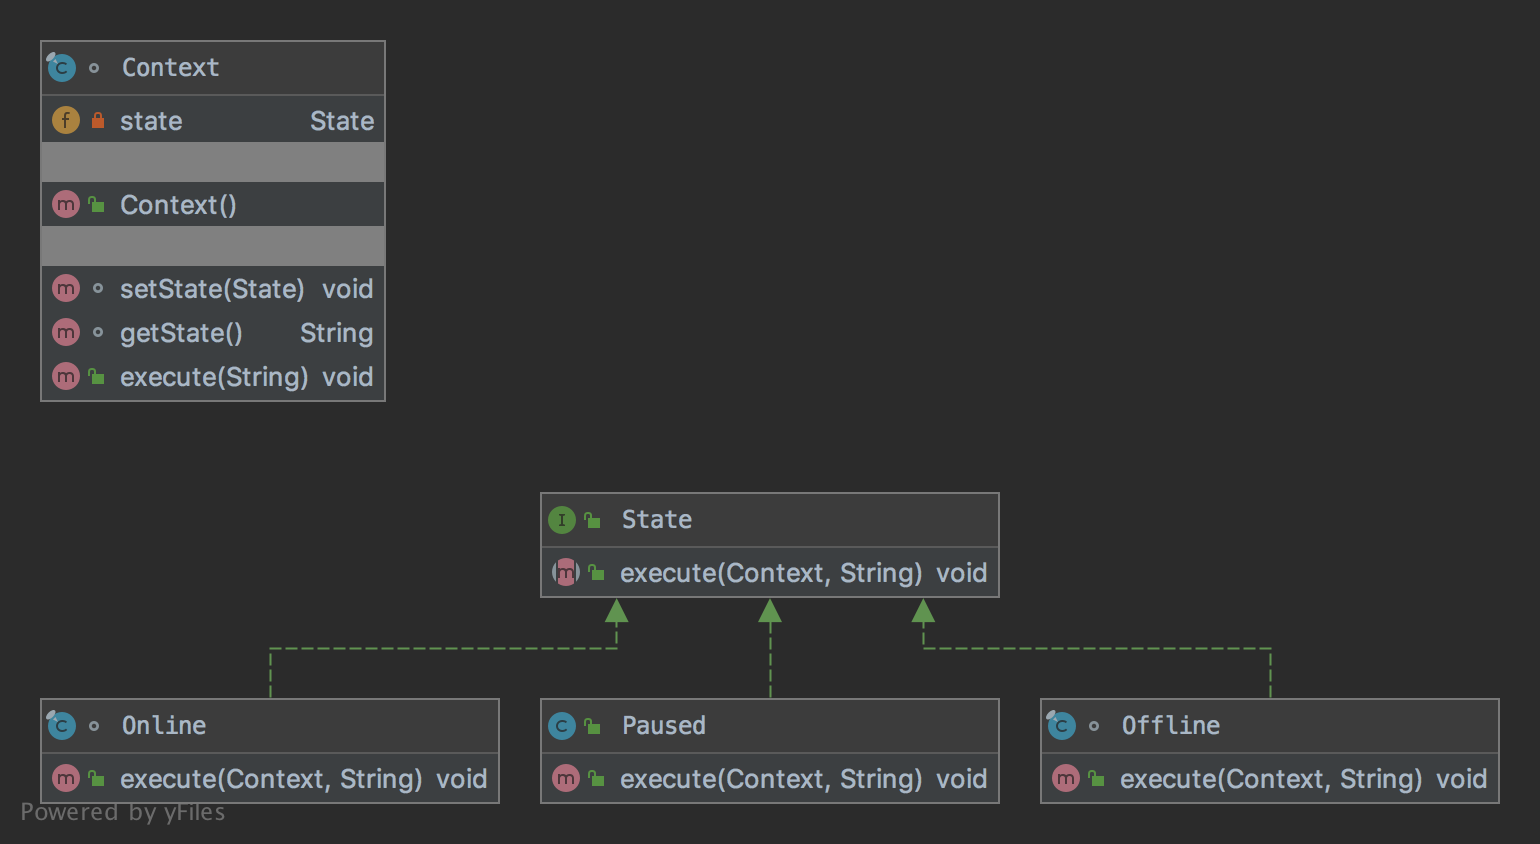 Context
state State
Context()
setState(State) void
getState() String
execute(String) void
State
execute(Context, String) void
Online
execute(Context, String) void
Paused
execute(Context, String) void
Offline
execute(Context, String) void
Powered by yFiles